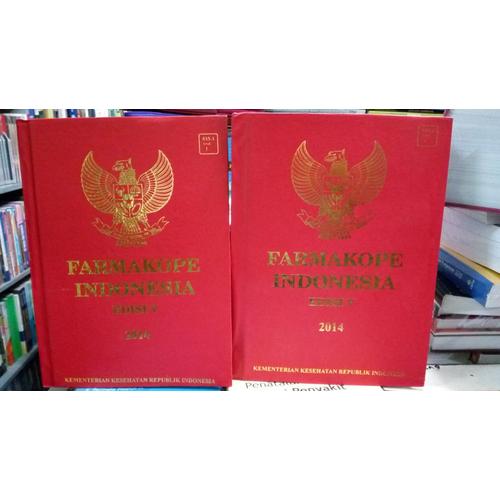 FARMAKOPE
INDONESIA
EDISI V
2014
KEMENTERIAN KESEHATAN REPUBLIK INDONESIA
FARMAKOPE
INDONESIA
EDISI V
2014
KEMENTERIAN KESEHATAN REPUBLIK INDONESIA